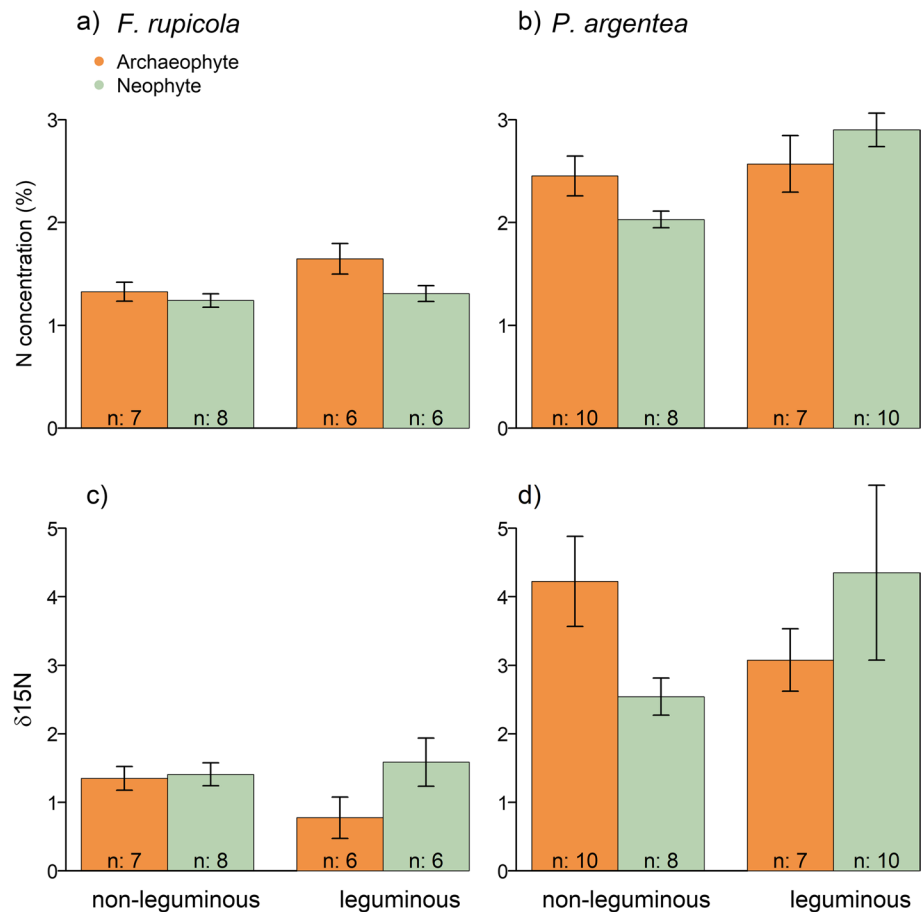 a) F. rupicola
b) P. argentea
Archaeophyte
Neophyte
N concentration (%)
3
2
1
0
n: 7
n: 8
n: 6
n: 6
3
2
1
0
n: 10
n: 8
n: 7
n: 10
c)
δ15N
5
4
3
2
1
0
n: 7
n: 8
n: 6
n: 6
non-leguminous
leguminous
d)
5
4
3
2
1
0
n: 10
n: 8
n: 7
n: 10
non-leguminous
leguminous